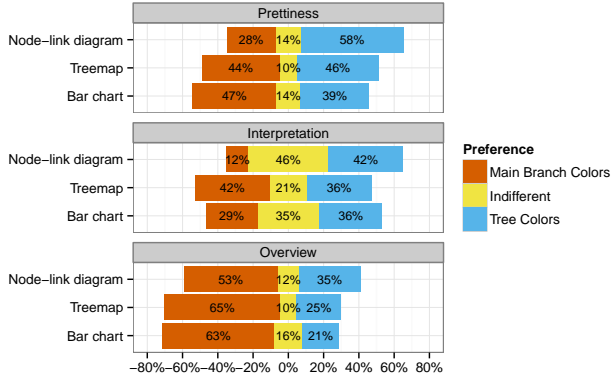 Prettiness
Node−link diagram 28% 14% 58%
Treemap 44% 10% 46%
Bar chart 47% 14% 39%
Interpretation
Node−link diagram 12% 46% 42%
Treemap 42% 21% 36%
Bar chart 29% 35% 36%
Preference
Main Branch Colors
Indifferent
Tree Colors
Overview
Node−link diagram 53% 12% 35%
Treemap 65% 10% 25%
Bar chart 63% 16% 21%
−80% −60% −40% −20% 0% 20% 40% 60% 80%